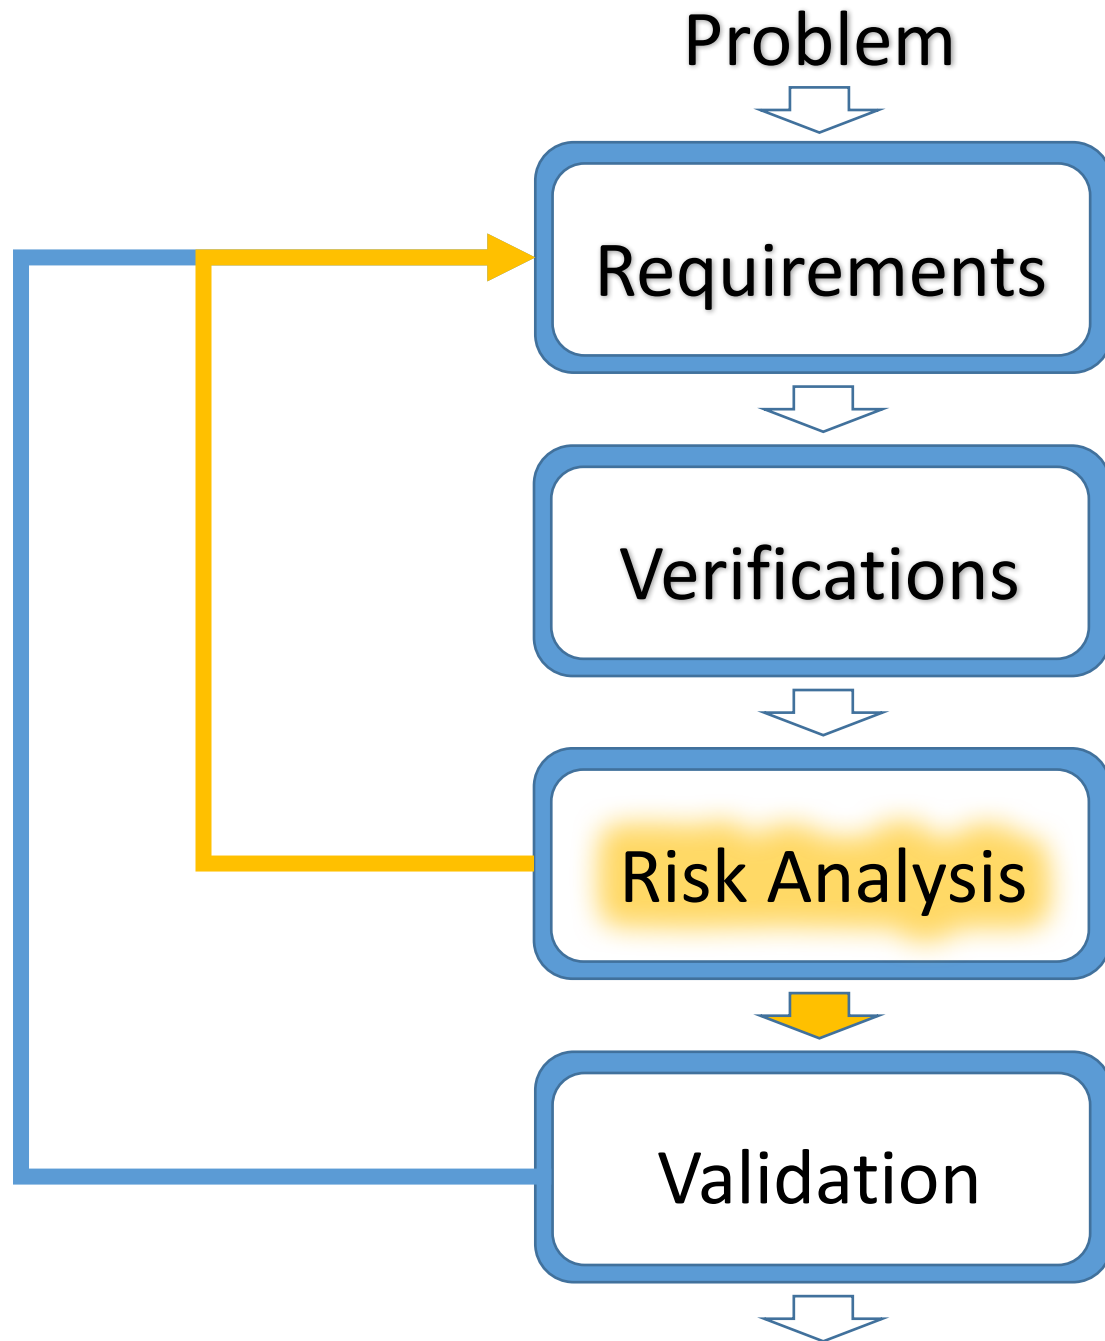 Problem
Requirements
Verifications
Risk Analysis
Validation